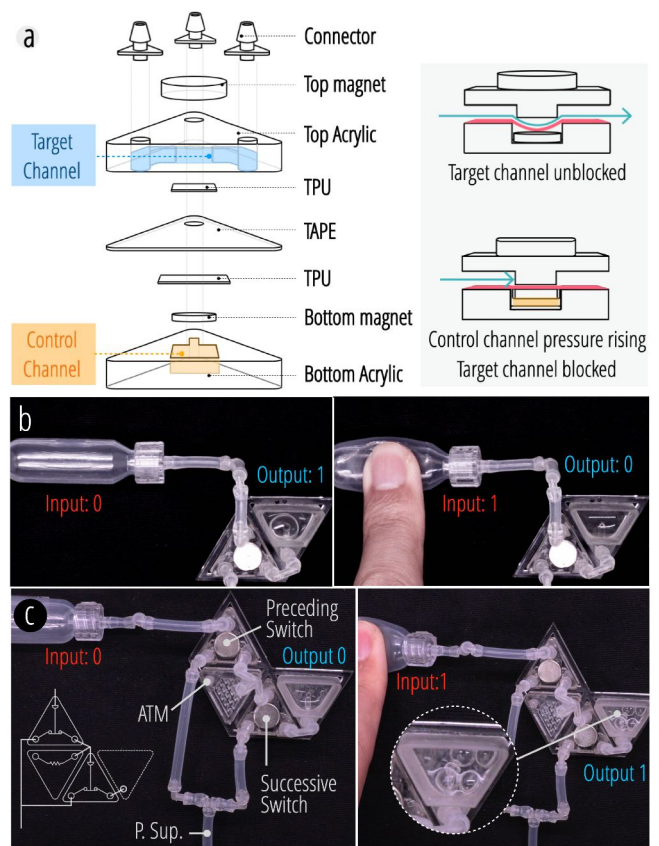 a
Connector
Top magnet
Top Acrylic
Target
Channel
TPU
TAPE
TPU
Bottom magnet
Control
Channel
Bottom Acrylic
Target channel unblocked
Control channel pressure rising
Target channel blocked
b
Input: 0
Output: 1
Input: 1
Output: 0
c
Input: 0
Preceding
Switch
Output 0
ATM
Successive
Switch
P. Sup.
Input:1
Output 1